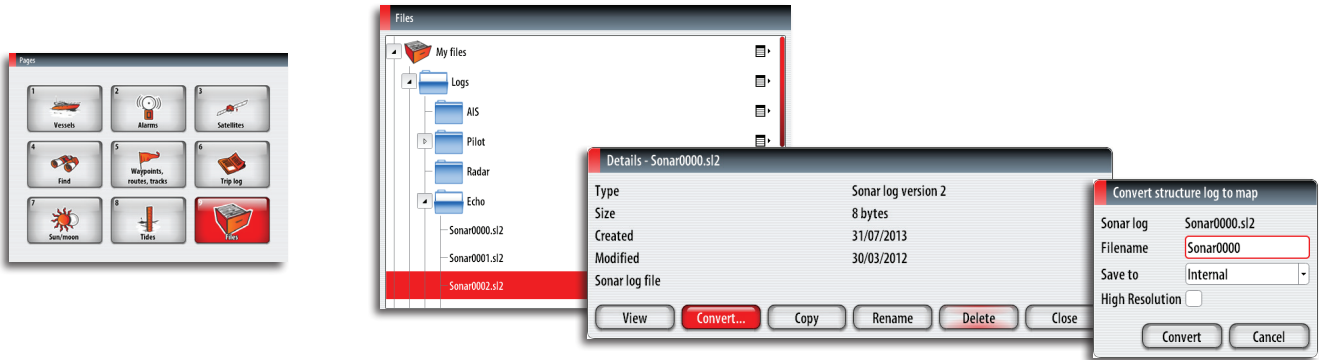 Pages
1
Vessels
2
Alarms
3
Satellites
4
Find
5
Waypoints,
routes, tracks
6
Trip log
7
Sun/moon
8
Tides
9
Files
Files
My files
Logs
AIS
Pilot
Radar
Echo
Sonar0000.sl2
Sonar0001.sl2
Sonar0002.sl2
Details - Sonar0000.sl2
Type Sonar log version 2
Size 8 bytes
Created 31/07/2013
Modified 30/03/2012
Sonar log file
View Convert... Copy Rename Delete Close
Convert structure log to map
Sonar log Sonar0000.sl2
Filename Sonar0000
Save to Internal
High Resolution
Convert Cancel